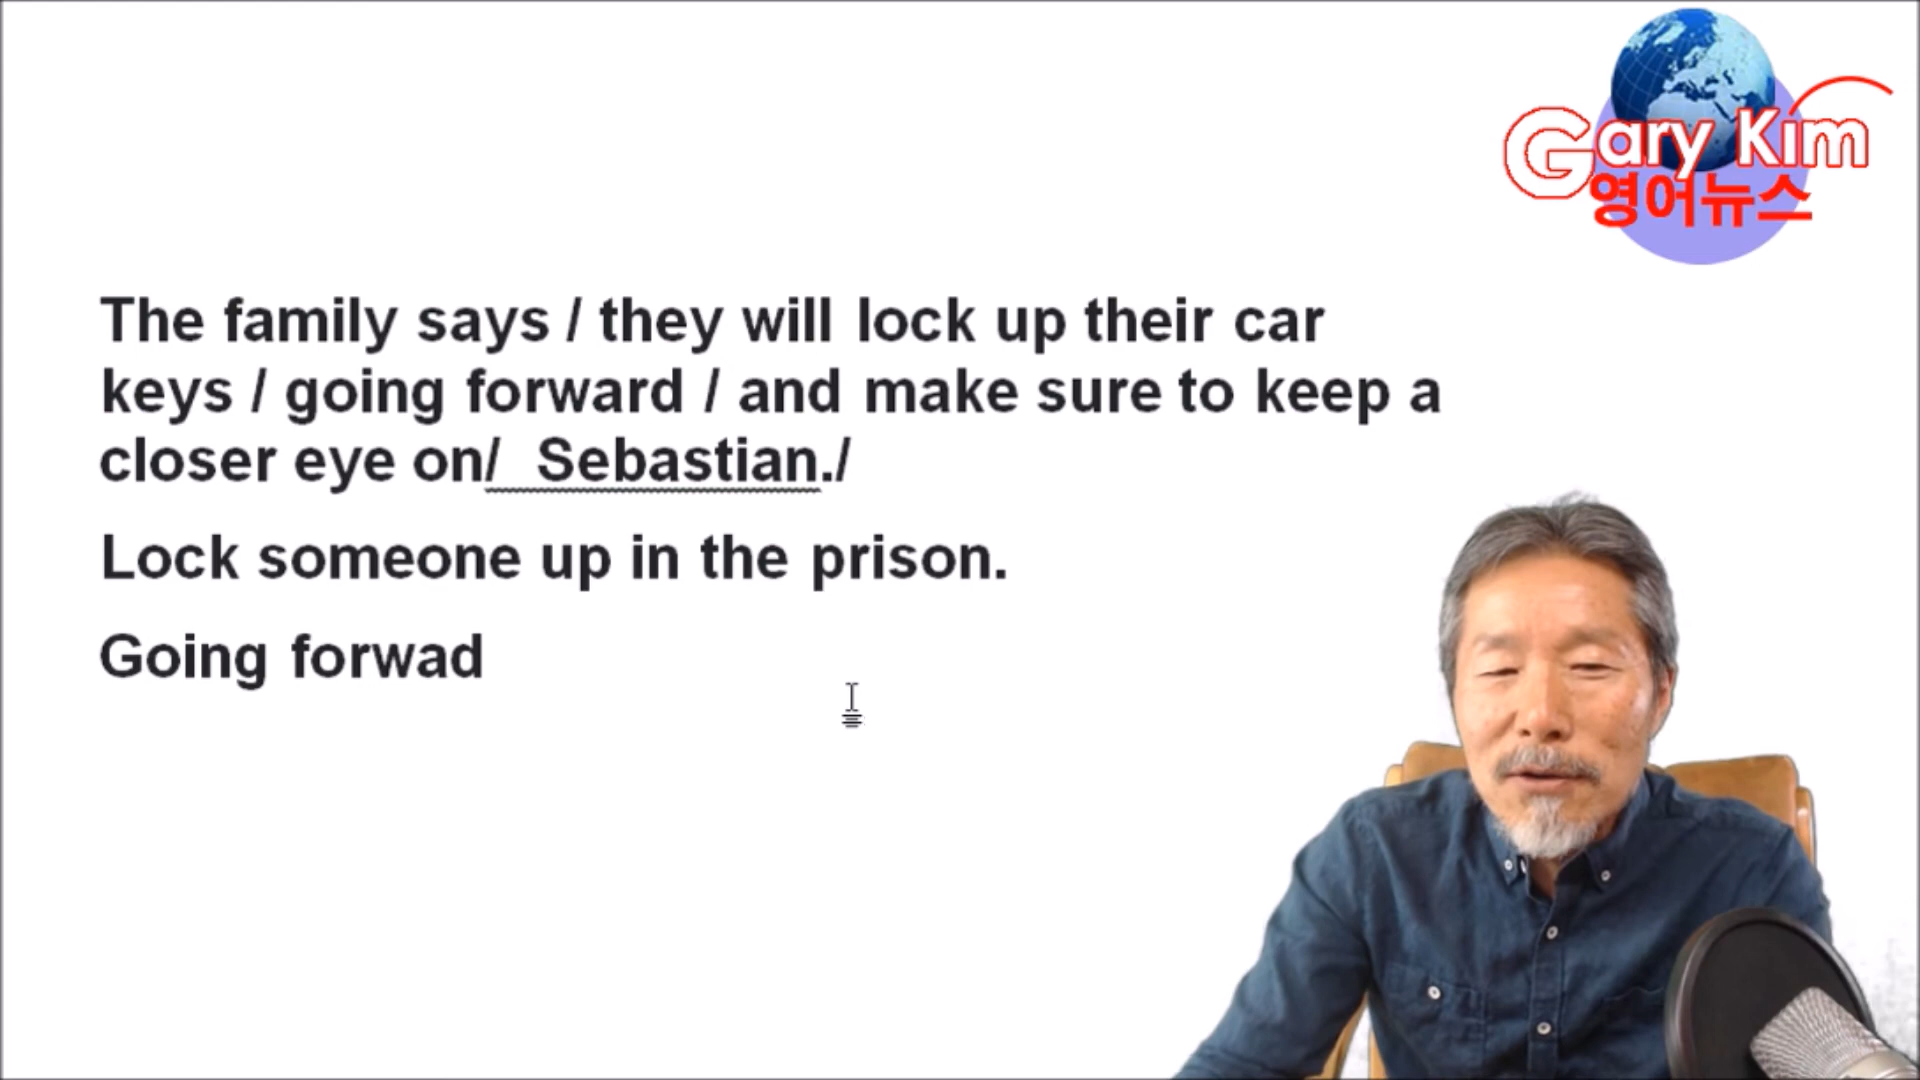 Gary Kim
영어뉴스
The family says / they will lock up their car
keys / going forward / and make sure to keep a
closer eye on/  Sebastian./
Lock someone up in the prison.
Going forwad